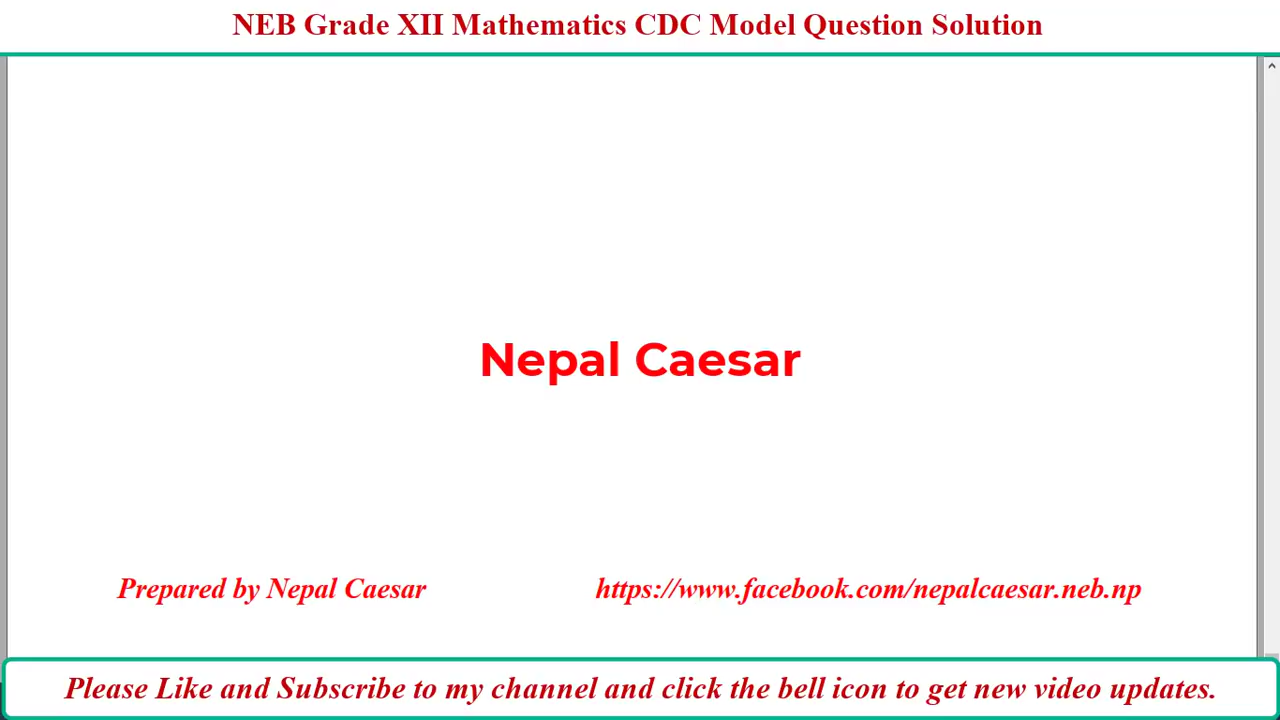 NEB Grade XII Mathematics CDC Model Question Solution
Nepal Caesar
Prepared by Nepal Caesar
https://www.facebook.com/nepalcaesar.neb.np
Please Like and Subscribe to my channel and click the bell icon to get new video updates.